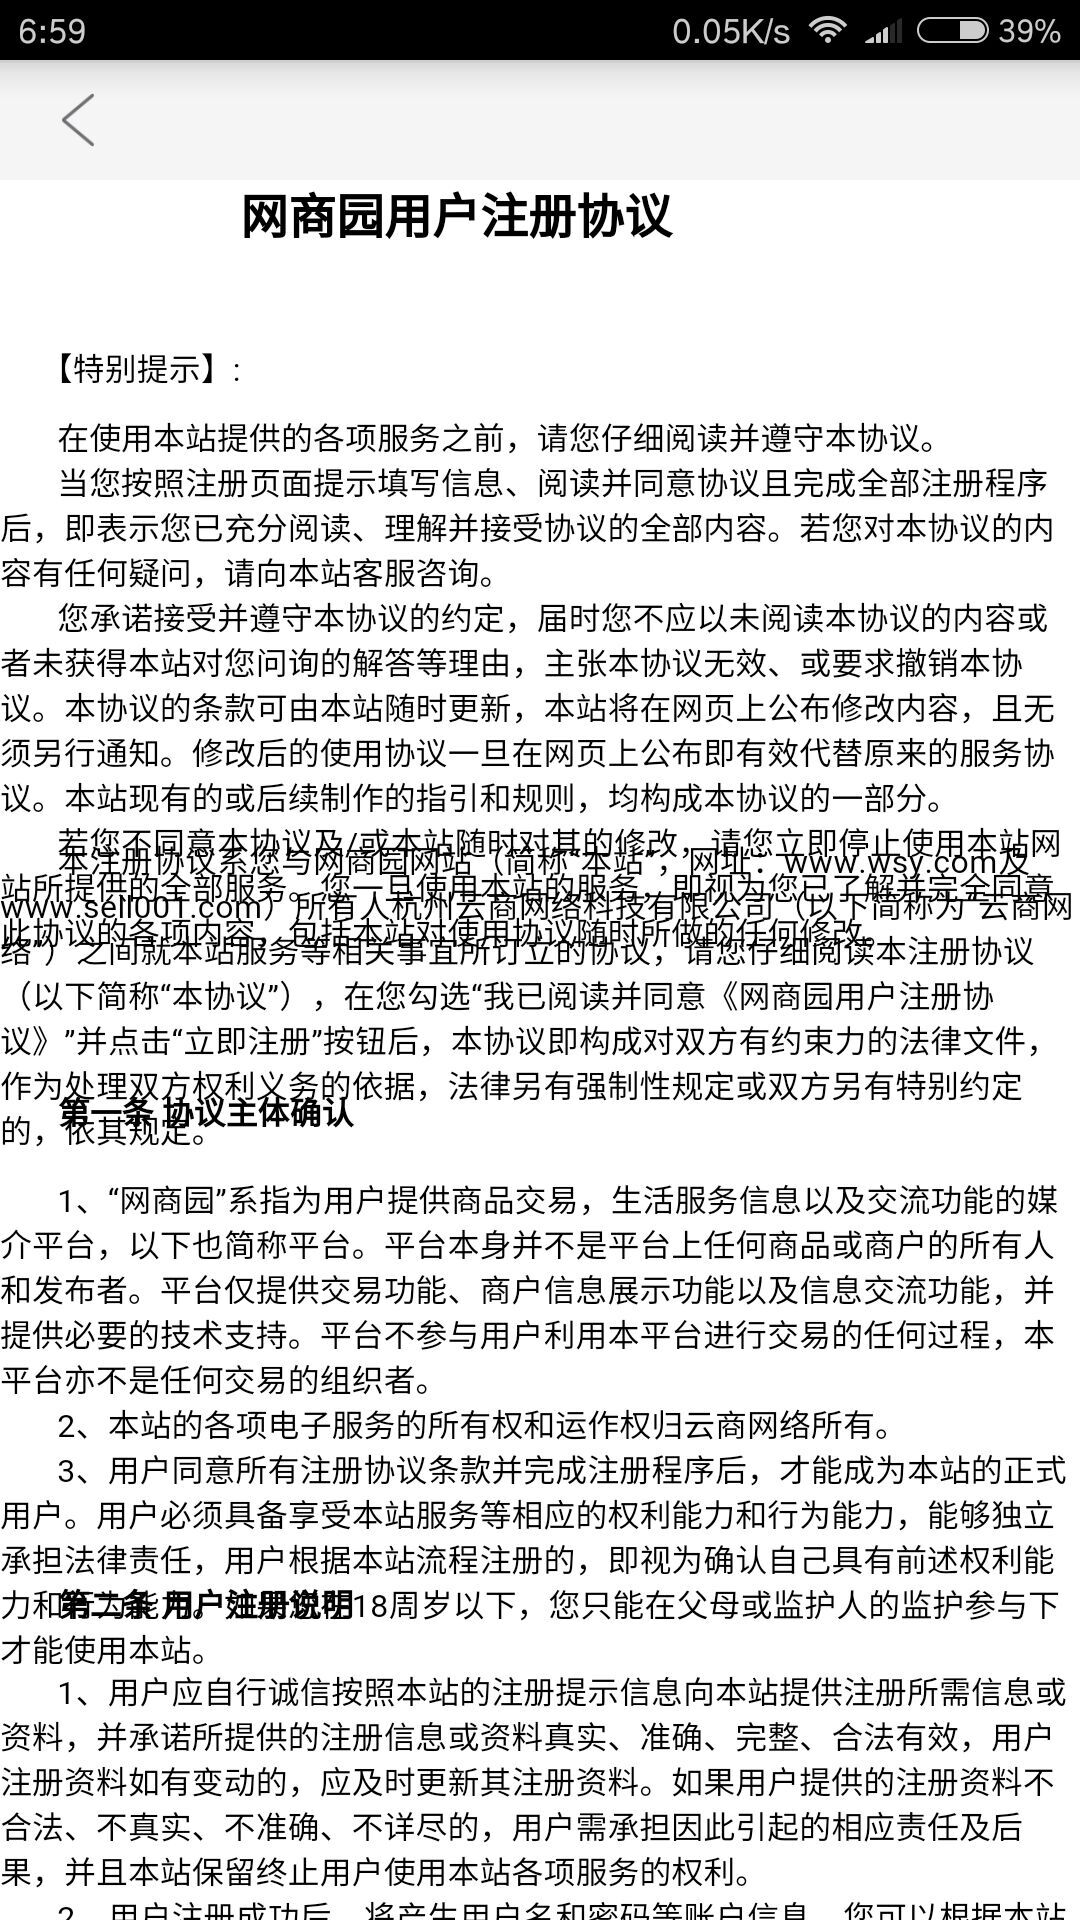 6:59
0.05K/s
39%
网商园用户注册协议
【特别提示】:
在使用本站提供的各项服务之前，请您仔细阅读并遵守本协议。
当您按照注册页面提示填写信息、阅读并同意协议且完成全部注册程序
后，即表示您已充分阅读、理解并接受协议的全部内容。若您对本协议的内
容有任何疑问，请向本站客服咨询。
您承诺接受并遵守本协议的约定，届时您不应以未阅读本协议的内容或
者未获得本站对您问询的解答等理由，主张本协议无效、或要求撤销本协
议。本协议的条款可由本站随时更新，本站将在网页上公布修改内容，且无
须另行通知。修改后的使用协议一旦在网页上公布即有效代替原来的服务协
议。本站现有的或后续制作的指引和规则，均构成本协议的一部分。
若您不同意本协议及/或本站随时对其的修改，请您立即停止使用本站网
本注册协议系您与网商园网站（简称“本站”，网址：www.wsy.com及
站所提供的全部服务。您一旦使用本站的服务，即视为您已了解并完全同意
www.sell001.com）所有人杭州云商网络科技有限公司（以下简称为“云商网
此协议的各项内容，包括本站对使用协议随时所做的任何修改。
络”）之间就本站服务等相关事宜所订立的协议，请您仔细阅读本注册协议
（以下简称“本协议”），在您勾选“我已阅读并同意《网商园用户注册协
议》”并点击“立即注册”按钮后，本协议即构成对双方有约束力的法律文件，
作为处理双方权利义务的依据，法律另有强制性规定或双方另有特别约定
第一条 协议主体确认
的，依其规定。
1、“网商园”系指为用户提供商品交易，生活服务信息以及交流功能的媒
介平台，以下也简称平台。平台本身并不是平台上任何商品或商户的所有人
和发布者。平台仅提供交易功能、商户信息展示功能以及信息交流功能，并
提供必要的技术支持。平台不参与用户利用本平台进行交易的任何过程，本
平台亦不是任何交易的组织者。
2、本站的各项电子服务的所有权和运作权归云商网络所有。
3、用户同意所有注册协议条款并完成注册程序后，才能成为本站的正式
用户。用户必须具备享受本站服务等相应的权利能力和行为能力，能够独立
承担法律责任，用户根据本站流程注册的，即视为确认自己具有前述权利能
第二条 用户注册说明
力和 18周岁以下，您只能在父母或监护人的监护参与下
才能使用本站。
1、用户应自行诚信按照本站的注册提示信息向本站提供注册所需信息或
资料，并承诺所提供的注册信息或资料真实、准确、完整、合法有效，用户
注册资料如有变动的，应及时更新其注册资料。如果用户提供的注册资料不
合法、不真实、不准确、不详尽的，用户需承担因此引起的相应责任及后
果，并且本站保留终止用户使用本站各项服务的权利。
2、用户注册成功后，将产生用户名和密码等账户信息，您可以根据本站